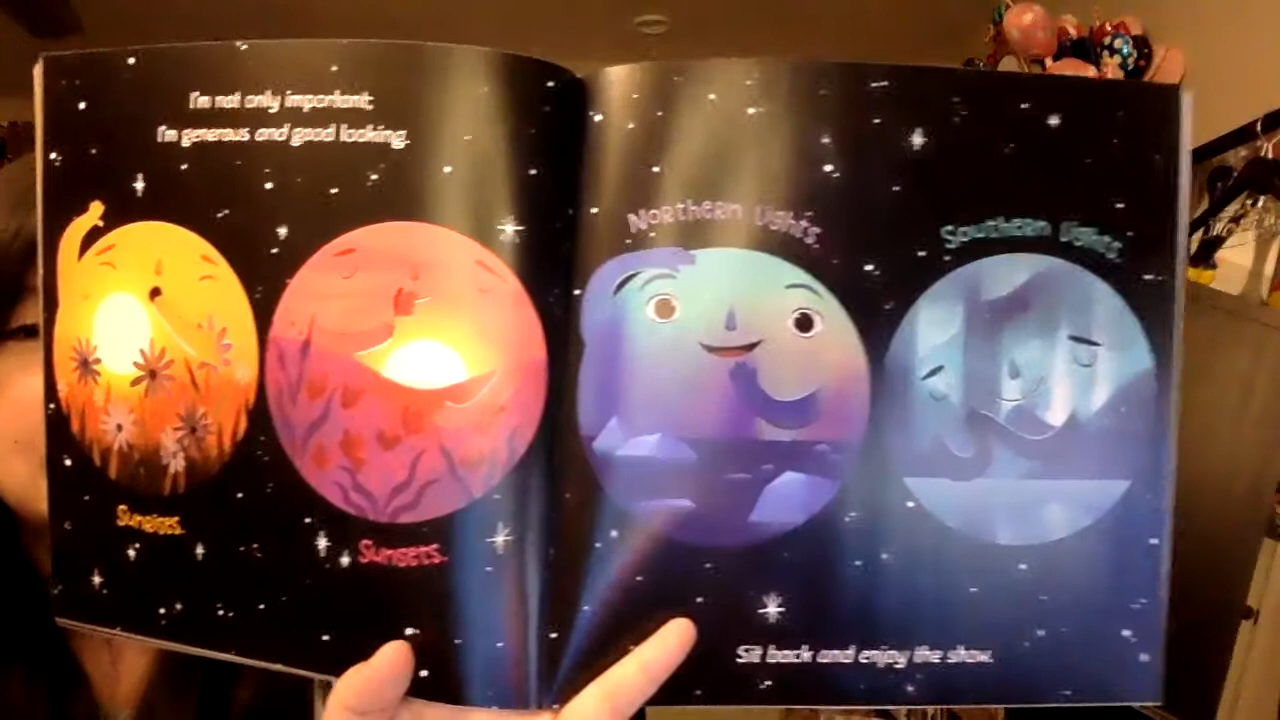 I'm not only important;
I'm generous and good looking.
Sunrises.
Sunsets.
Northern Lights.
Southern Lights.
Sit back and enjoy the show.